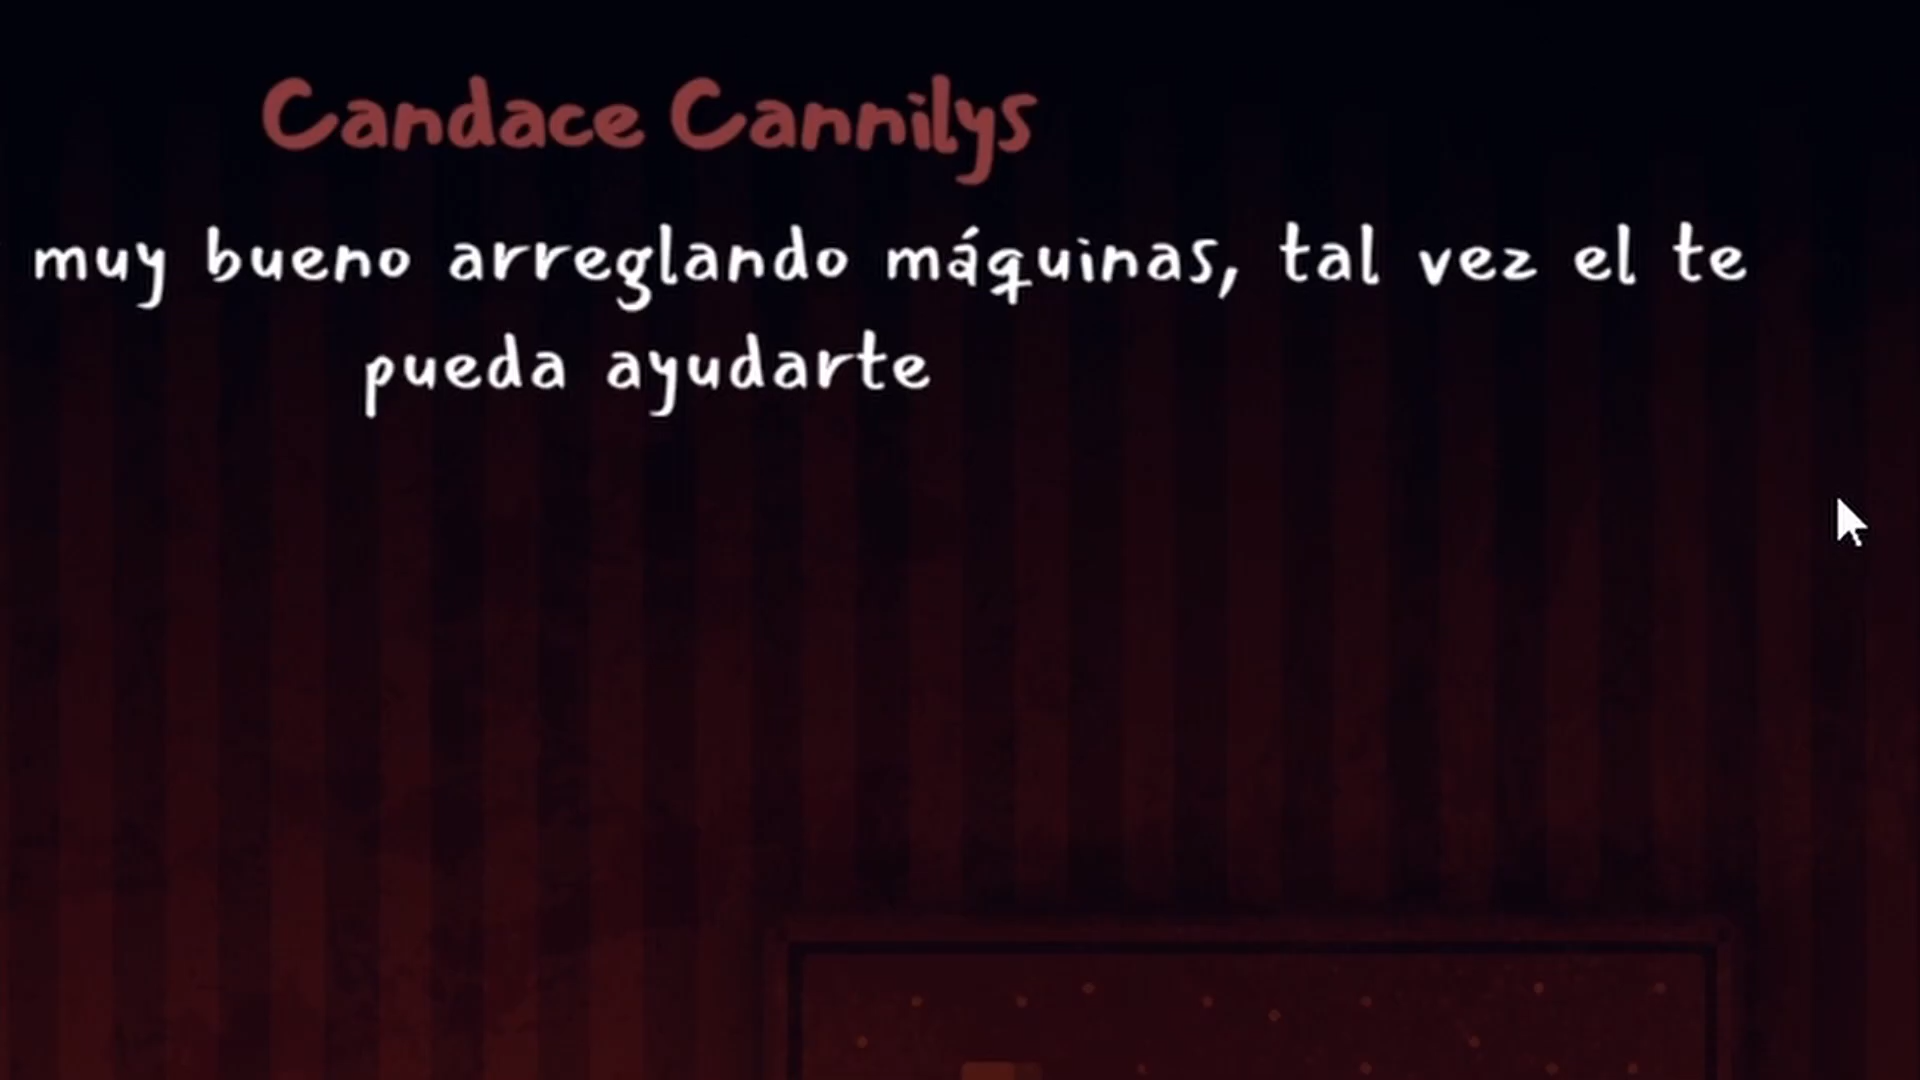 Candace Cannilys
muy bueno arreglando máquinas, tal vez el te
pueda ayudarte